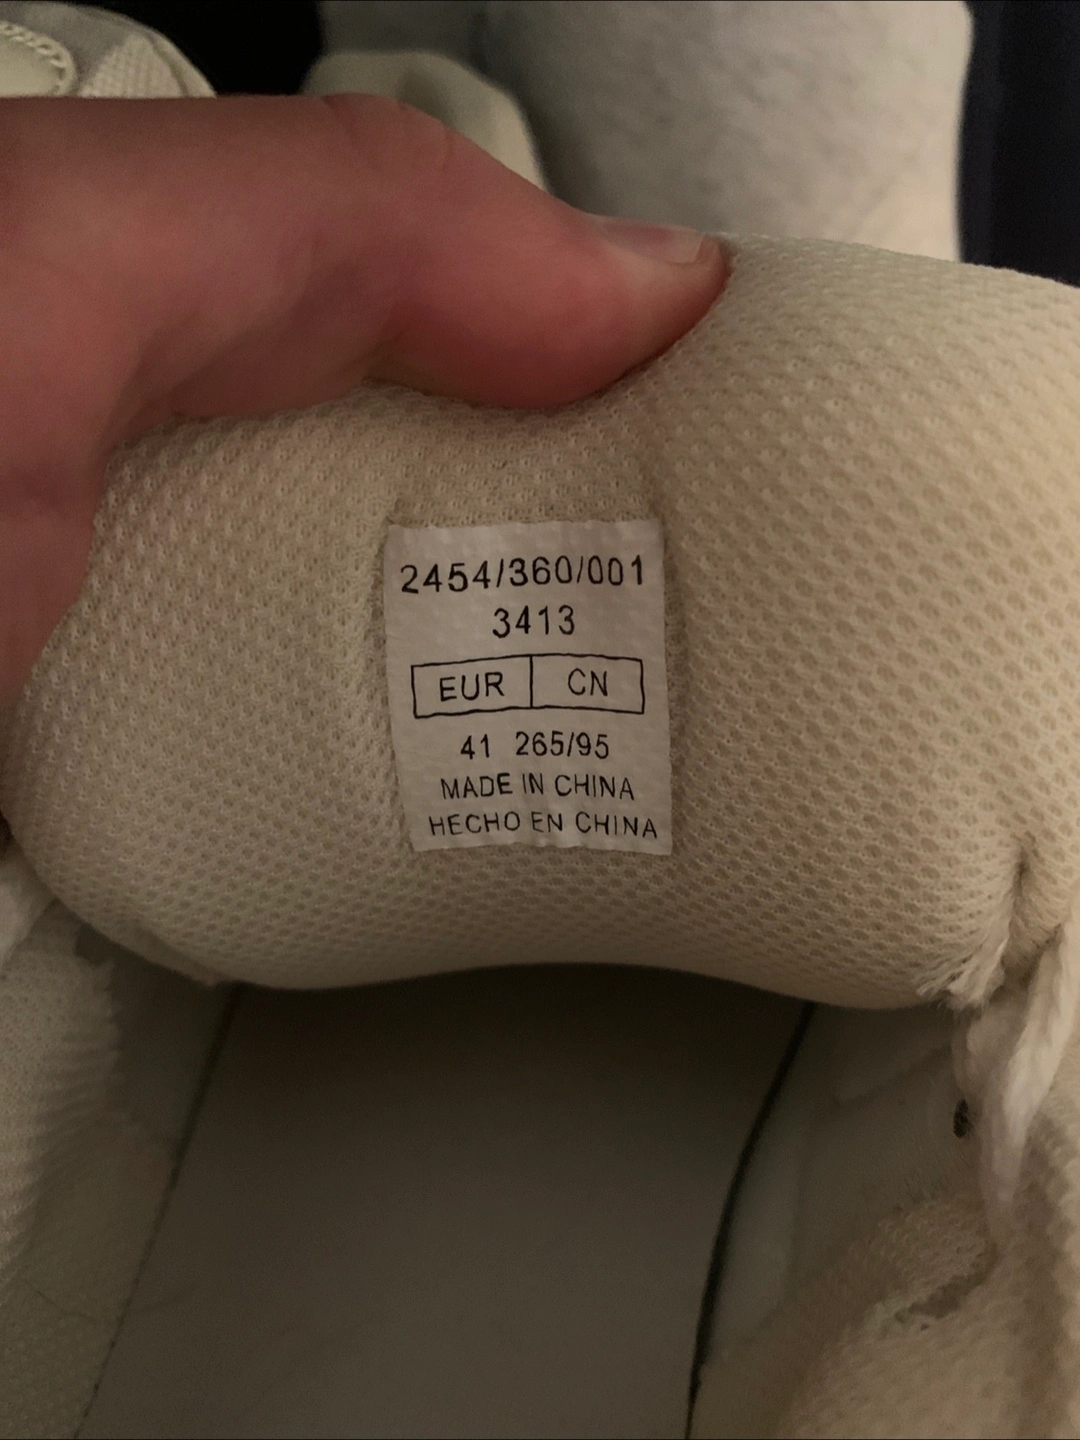 2454/360/001
3413
EUR CN
41 265/95
MADE IN CHINA
HECHO EN CHINA